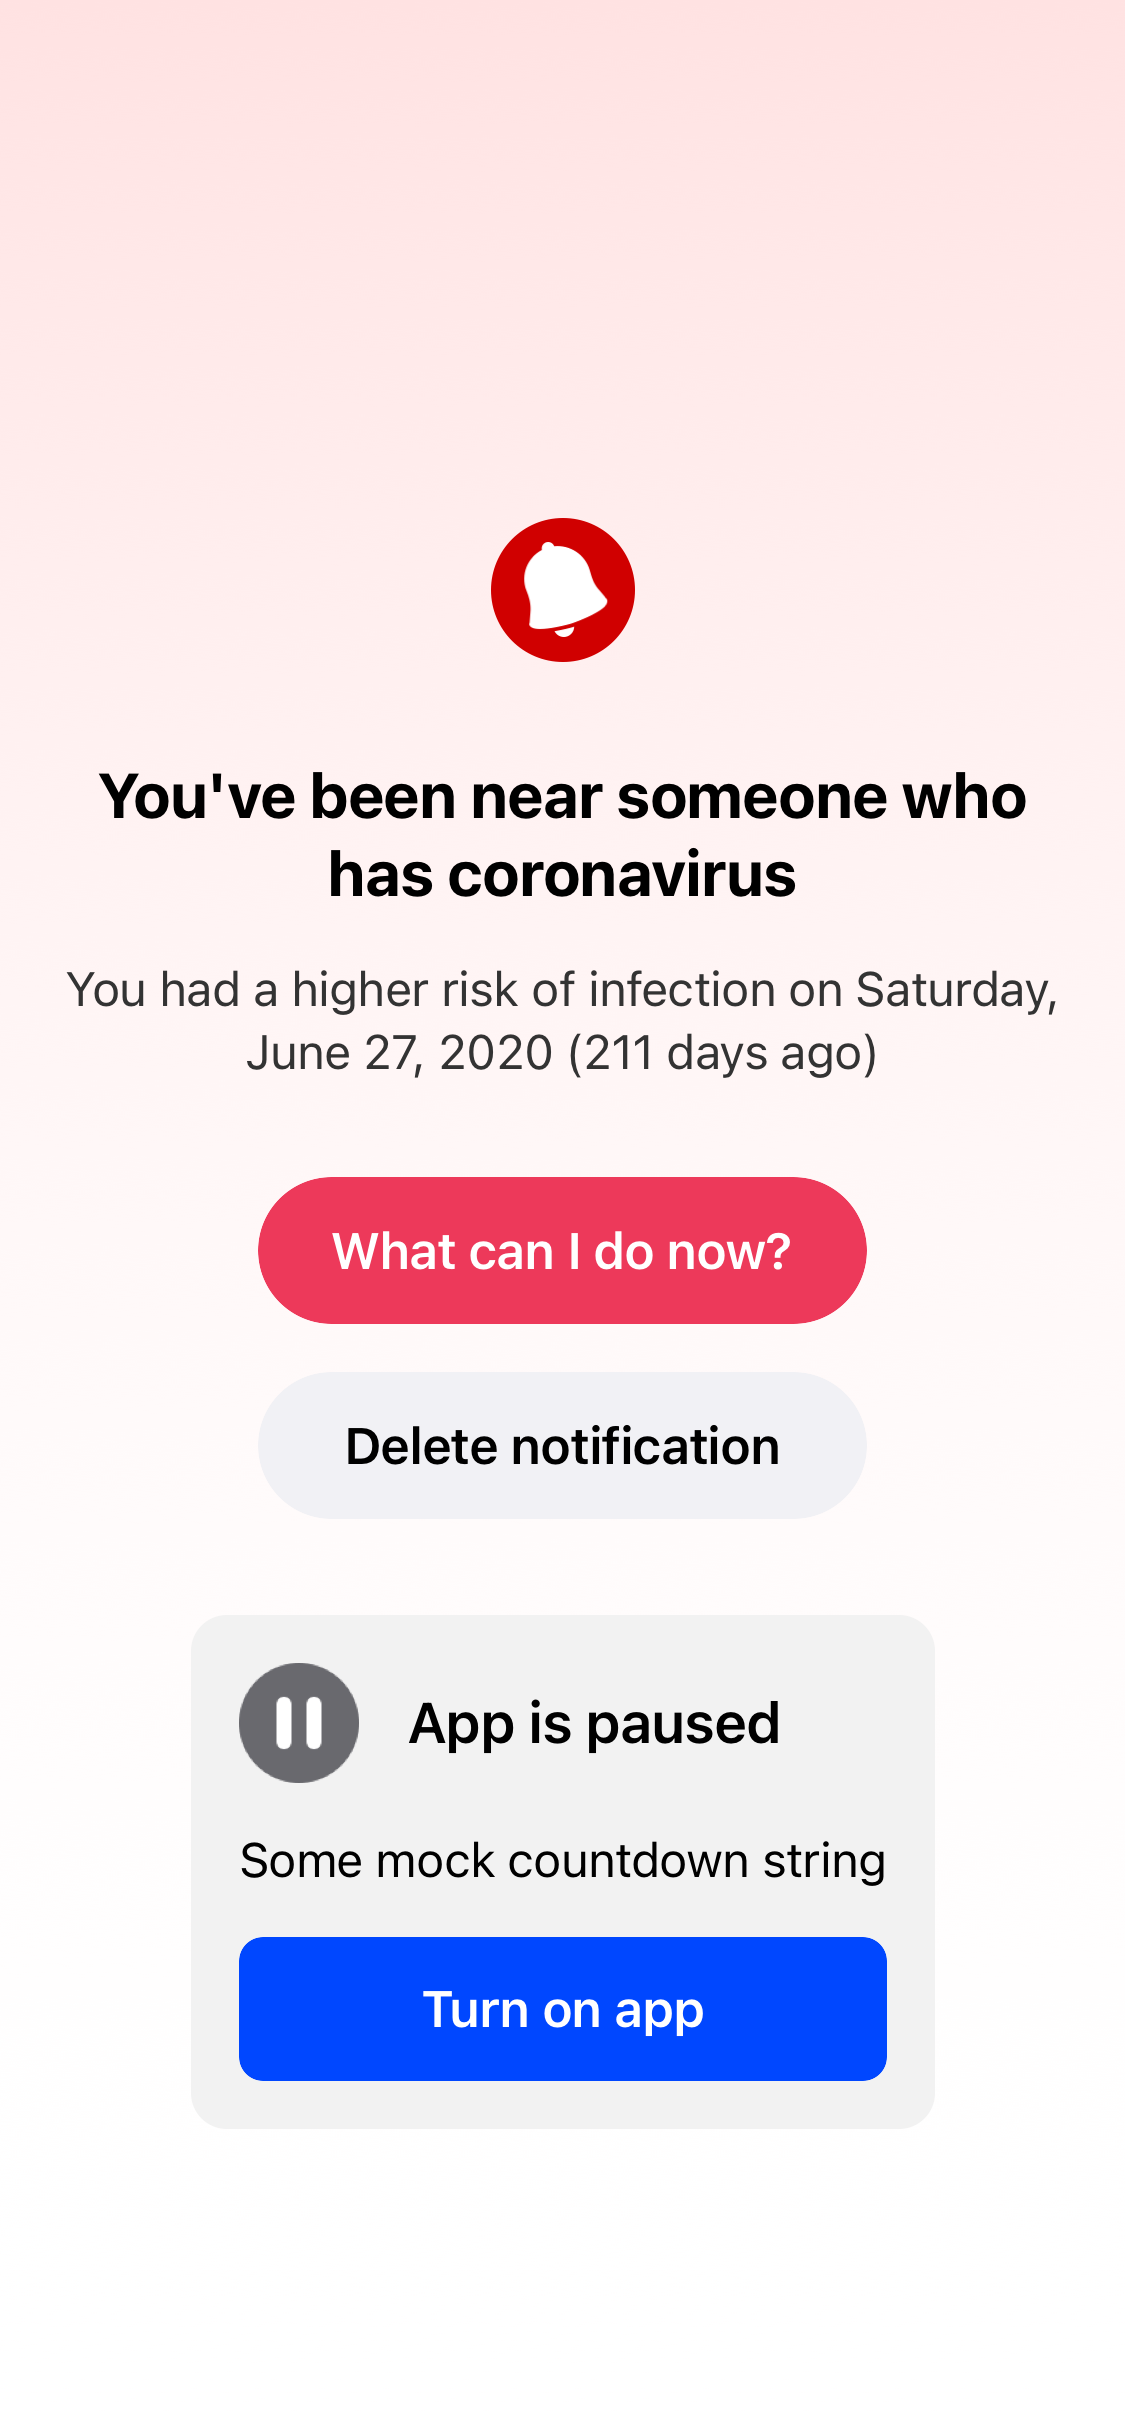 You've been near someone who
has coronavirus
You had a higher risk of infection on Saturday,
June 27, 2020 (211 days ago)
What can I do now?
Delete notification
App is paused
Some mock countdown string
Turn on app